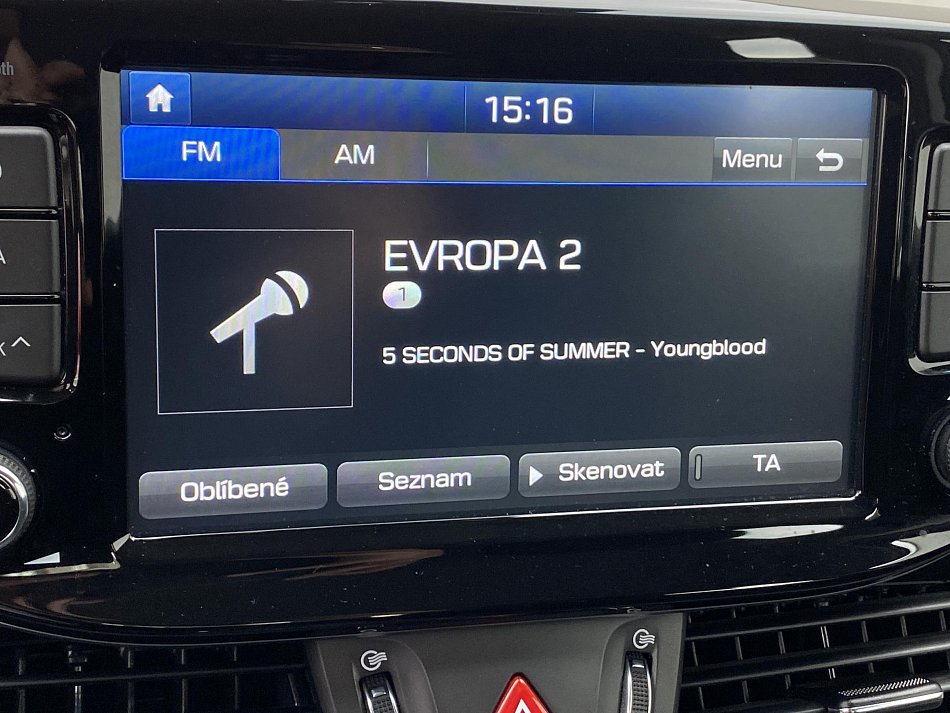 15:16
FM
AM
Menu
EVROPA 2
1
5 SECONDS OF SUMMER - Youngblood
Oblíbené
Seznam
Skenovat
TA